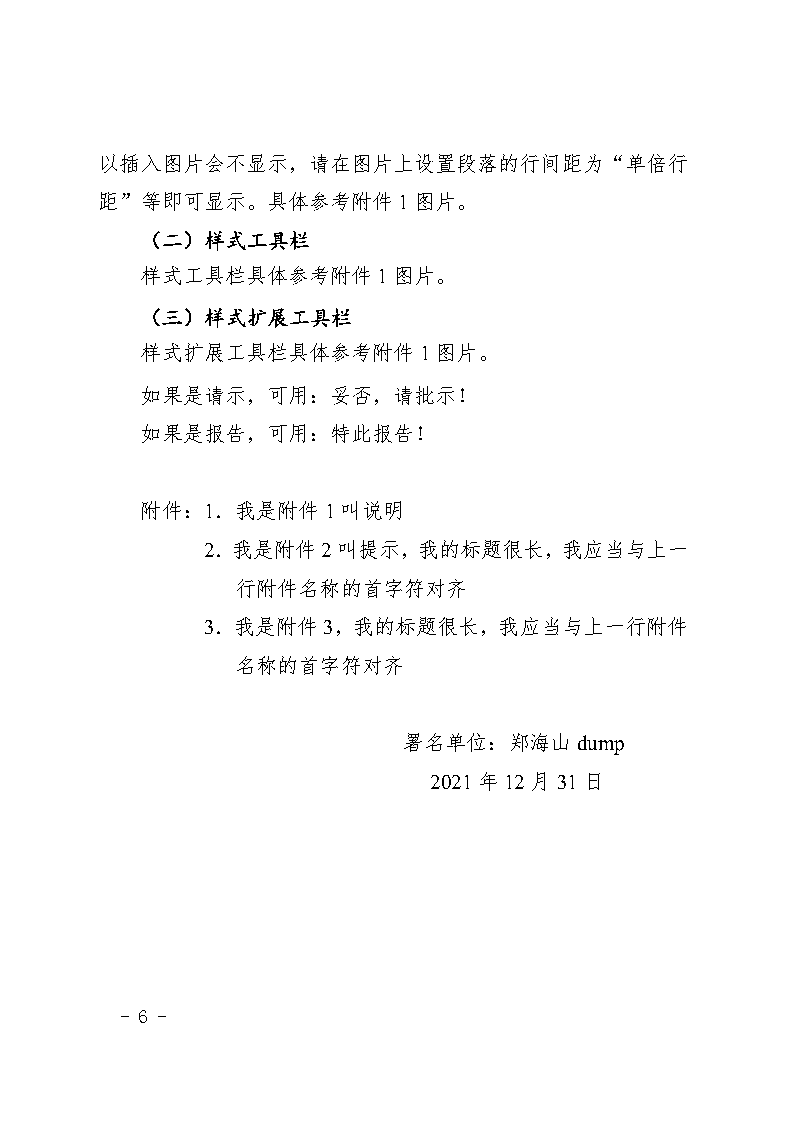 以插入图片会不显示，请在图片上设置段落的行间距为“单倍行
距”等即可显示。具体参考附件 1 图片。
（二）样式工具栏
样式工具栏具体参考附件 1 图片。
（三）样式扩展工具栏
样式扩展工具栏具体参考附件 1 图片。
如果是请示，可用：妥否，请批示！
如果是报告，可用：特此报告！
附件：1．我是附件 1 叫说明
2．我是附件 2 叫提示，我的标题很长，我应当与上一
行附件名称的首字符对齐
3．我是附件 3，我的标题很长，我应当与上一行附件
名称的首字符对齐
署名单位：郑海山 dump
2021 年 12 月 31 日
- 6 -